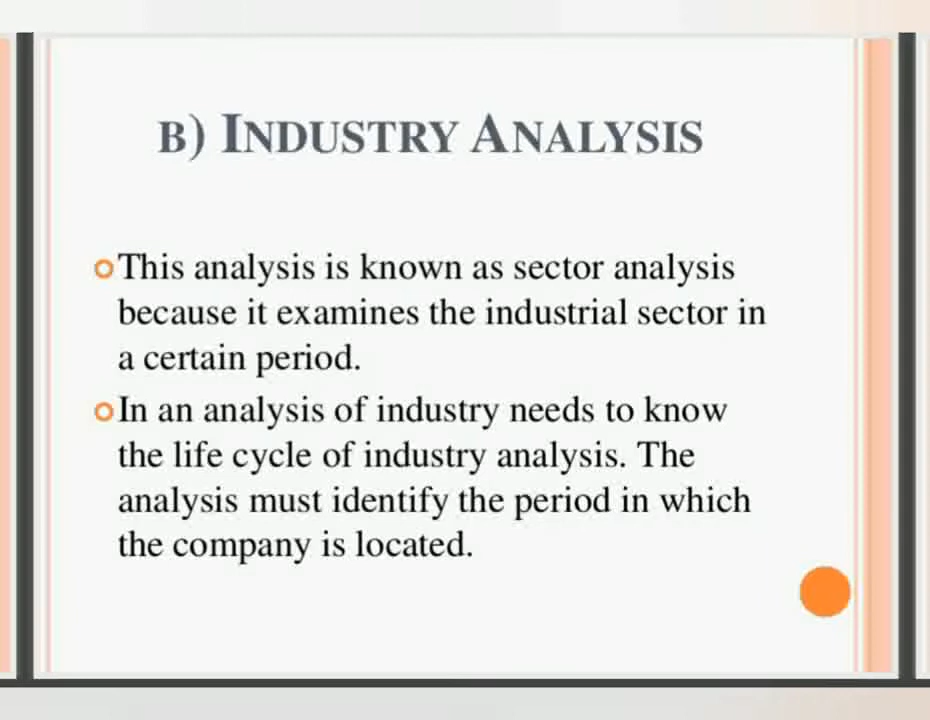 B) INDUSTRY ANALYSIS
This analysis is known as sector analysis
because it examines the industrial sector in
a certain period.
In an analysis of industry needs to know
the life cycle of industry analysis. The
analysis must identify the period in which
the company is located.